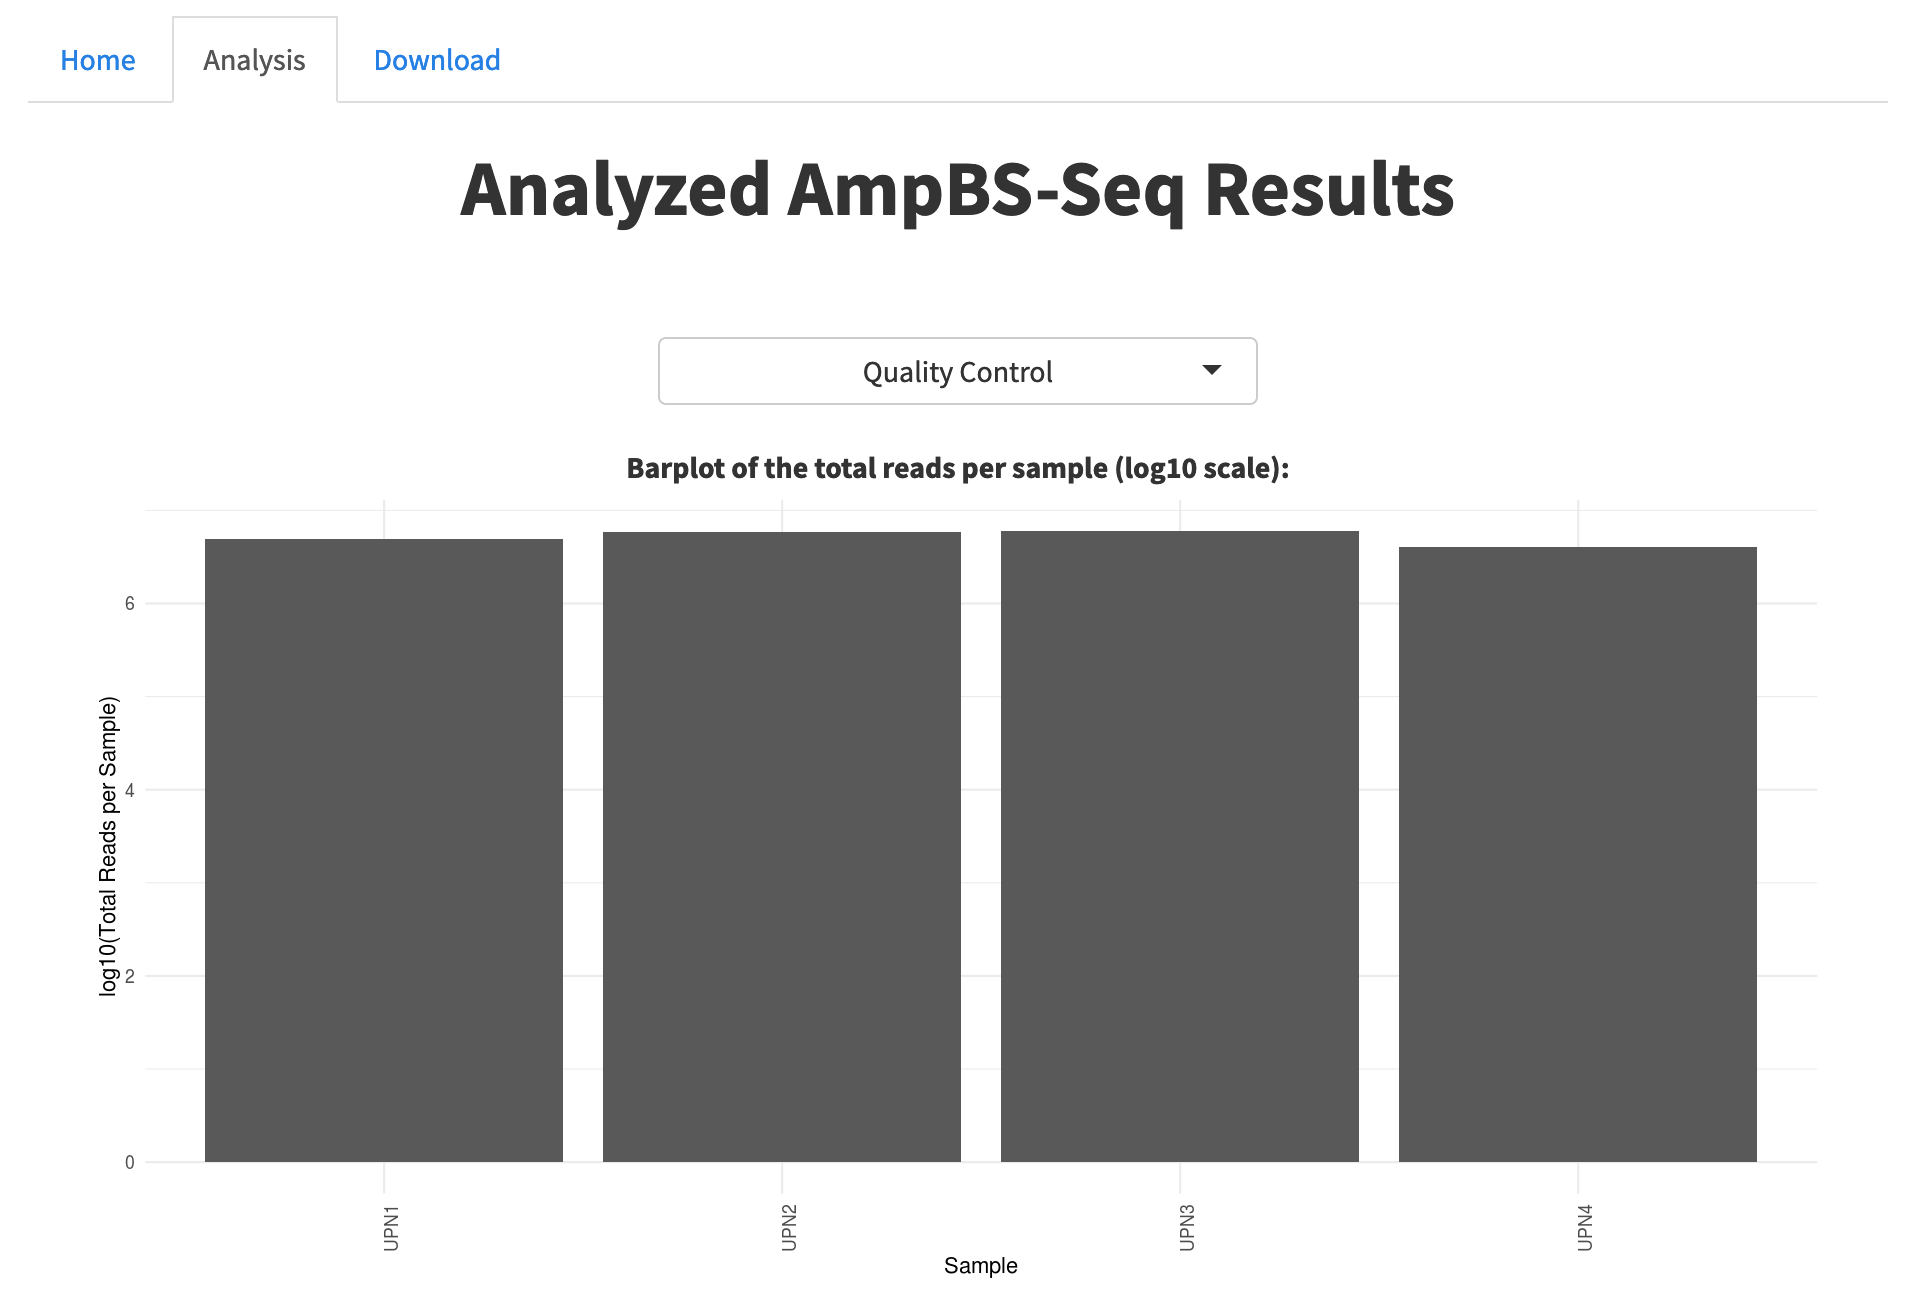 Home Analysis Download
Analyzed AmpBS-Seq Results
Quality Control
Barplot of the total reads per sample (log10 scale):
log10(Total Reads per Sample)
6
4
2
0
UPN1 UPN2 UPN3 UPN4
Sample